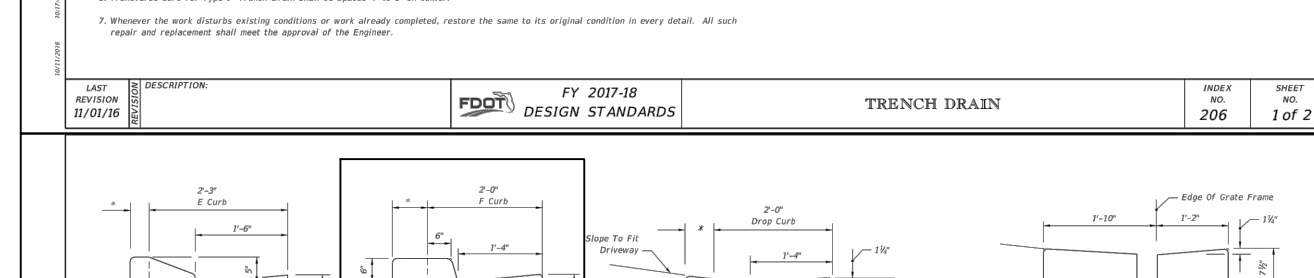 7. Whenever the work disturbs existing conditions or work already completed, restore the same to its original condition in every detail. All such
repair and replacement shall meet the approval of the Engineer.
10/11/2016
LAST
REVISION
11/01/16
REVISION
DESCRIPTION:
FDOT
FY 2017-18
DESIGN STANDARDS
TRENCH DRAIN
INDEX
NO.
206
SHEET
NO.
1 of 2
2'-3"
E Curb
*
1'-6"
5"
2'-0"
F Curb
*
6"
1'-4"
6"
Slope To Fit
Driveway
2'-0"
Drop Curb
*
1'-4"
1¼"
Edge Of Grate Frame
1'-10"
1'-2"
1¼"
7½"